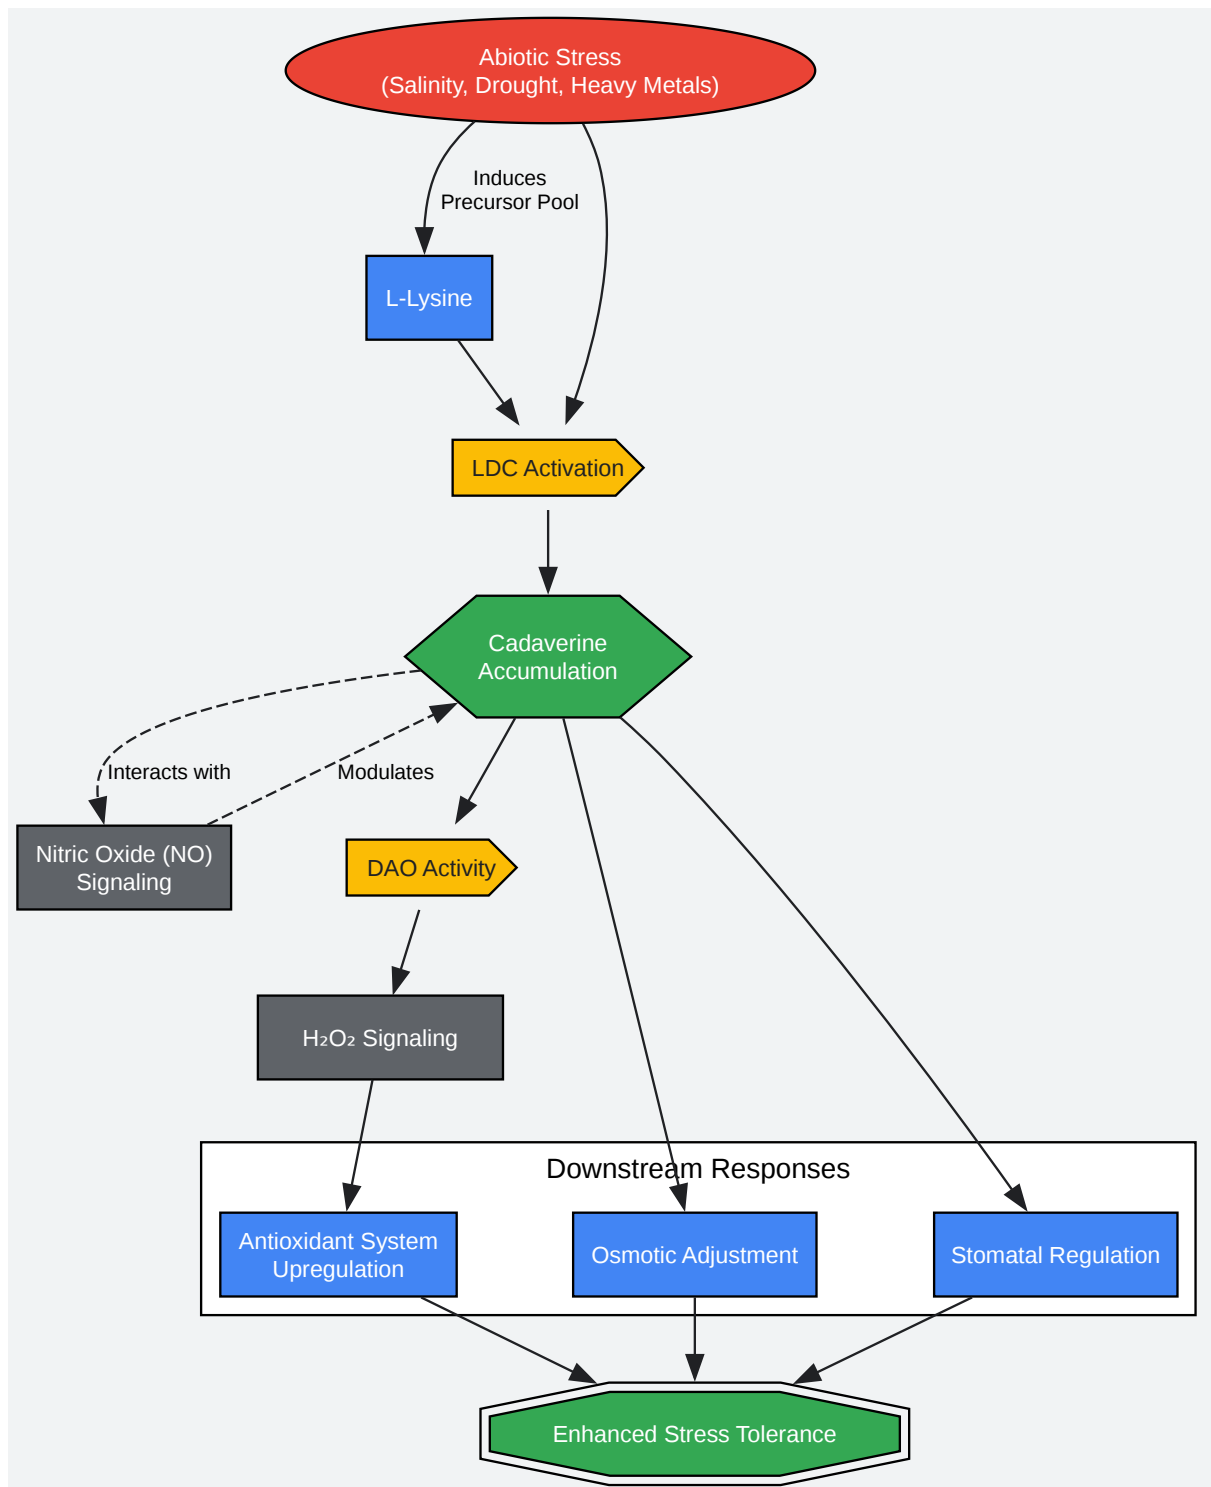 Abiotic Stress
(Salinity, Drought, Heavy Metals)
Induces
Precursor Pool
L-Lysine
LDC Activation
Cadaverine
Accumulation
Interacts with
Modulates
Nitric Oxide (NO)
Signaling
DAO Activity
H₂O₂ Signaling
Downstream Responses
Antioxidant System
Upregulation
Osmotic Adjustment
Stomatal Regulation
Enhanced Stress Tolerance